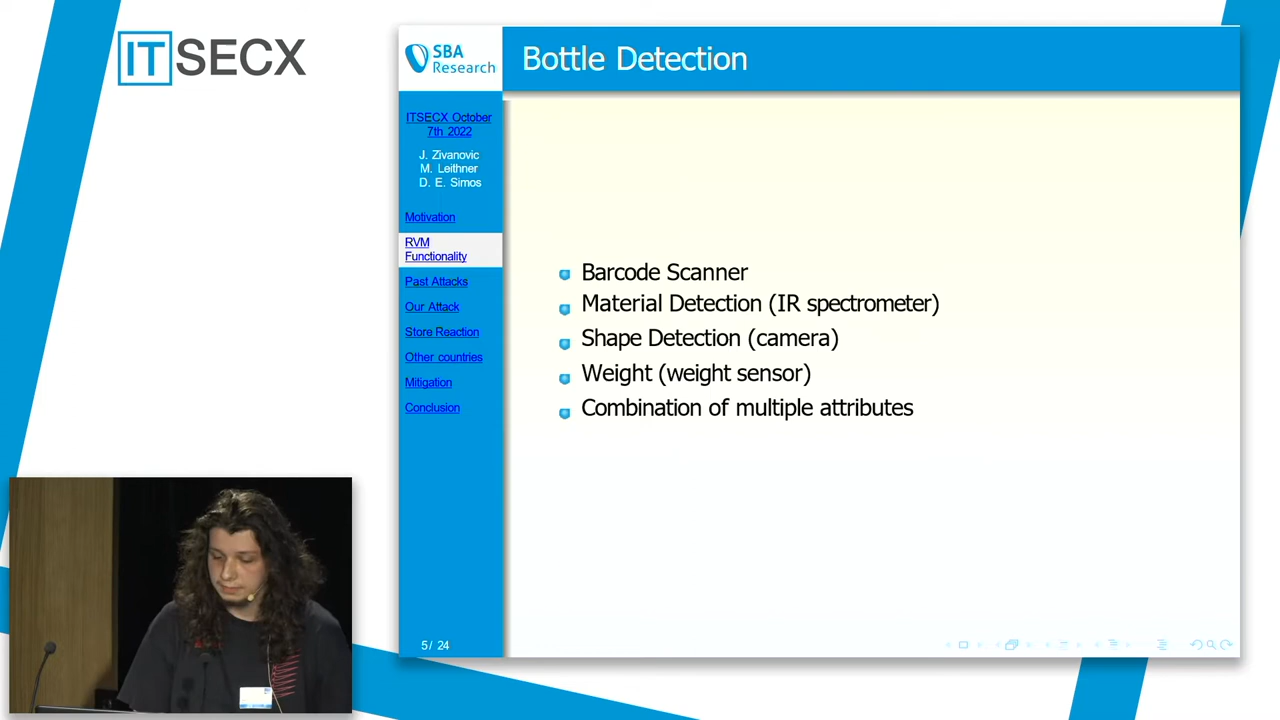 ITSECX
SBA
Research
Bottle Detection
ITSECX October
7th 2022
J. Zivanovic
M. Leithner
D. E. Simos
Motivation
RVM
Functionality
Past Attacks
Our Attack
Store Reaction
Other countries
Mitigation
Conclusion
5/ 24
Barcode Scanner
Material Detection (IR spectrometer)
Shape Detection (camera)
Weight (weight sensor)
Combination of multiple attributes